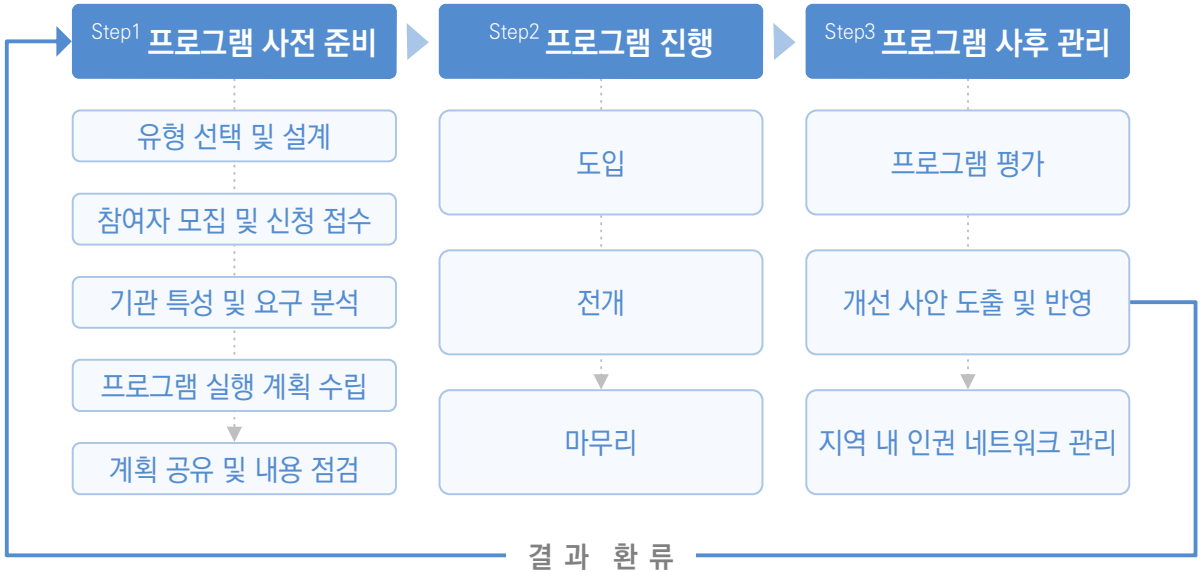 Step1 프로그램 사전 준비
유형 선택 및 설계
참여자 모집 및 신청 접수
기관 특성 및 요구 분석
프로그램 실행 계획 수립
계획 공유 및 내용 점검
Step2 프로그램 진행
도입
전개
마무리
Step3 프로그램 사후 관리
프로그램 평가
개선 사안 도출 및 반영
지역 내 인권 네트워크 관리
결과 환류